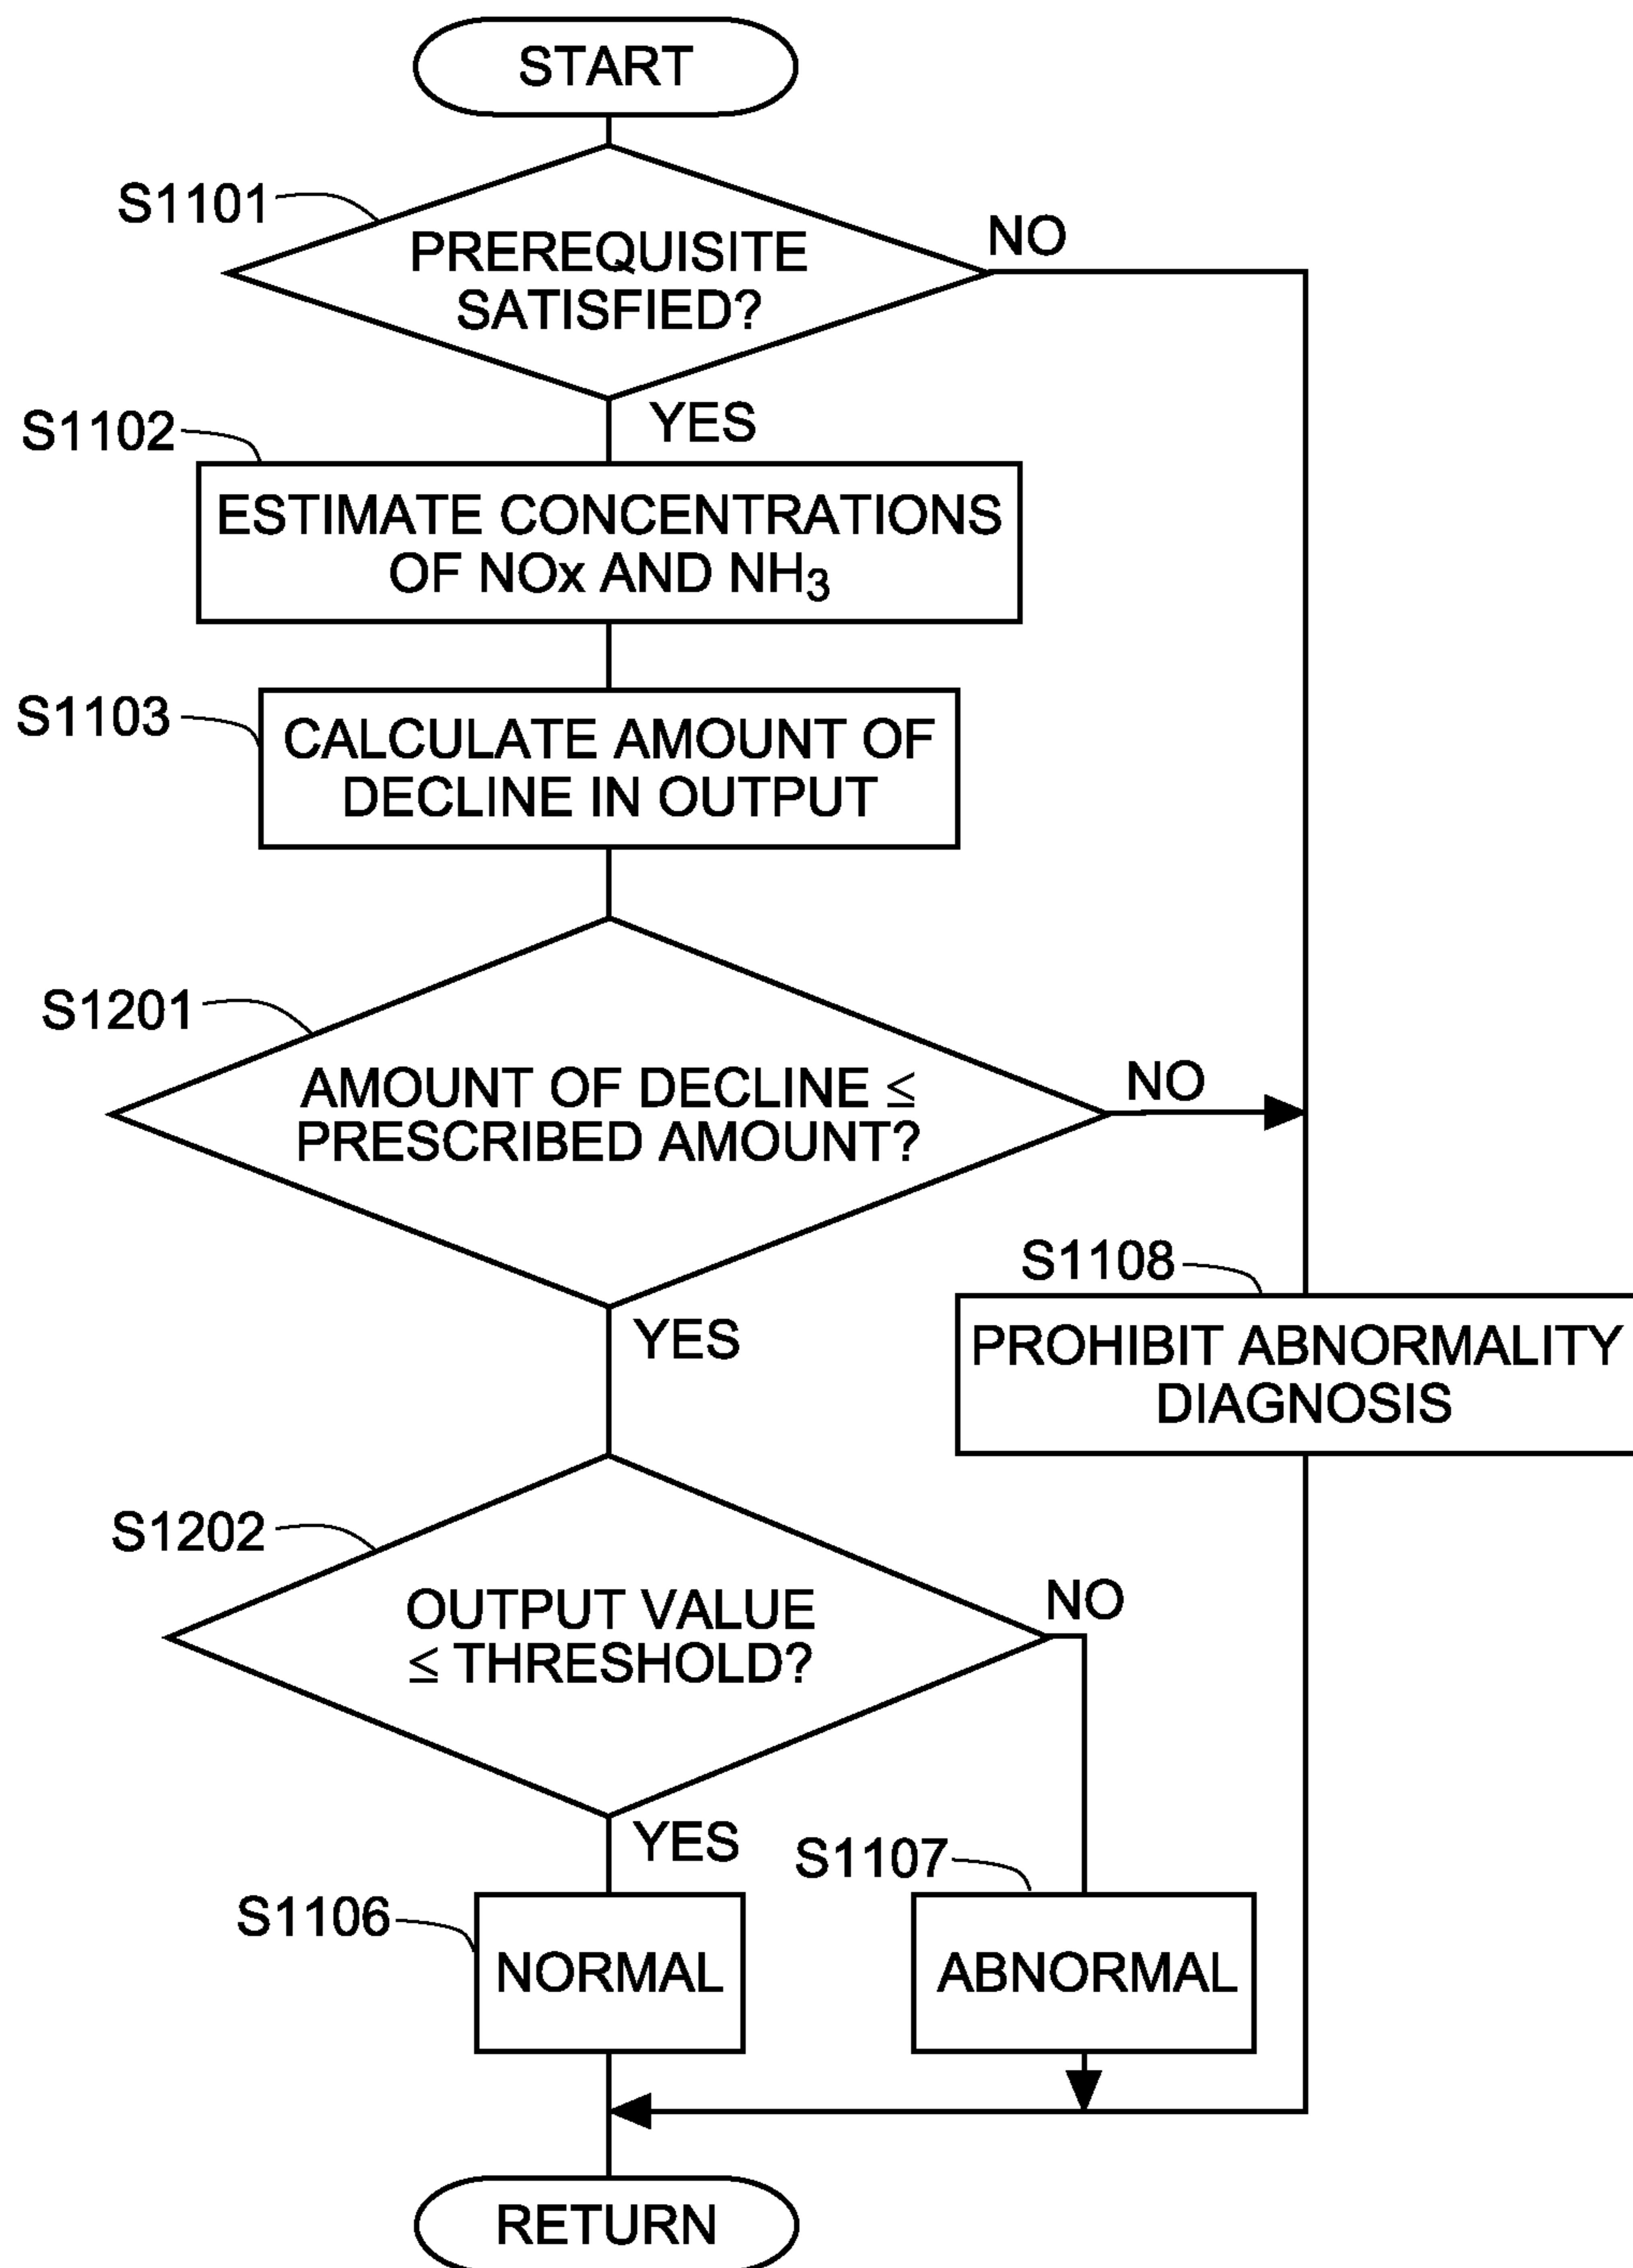 START
S1101
PREREQUISITE
SATISFIED?
NO
YES
S1102
ESTIMATE CONCENTRATIONS
OF NOx AND NH₃
S1103
CALCULATE AMOUNT OF
DECLINE IN OUTPUT
S1201
AMOUNT OF DECLINE ≤
PRESCRIBED AMOUNT?
NO
YES
S1108
PROHIBIT ABNORMALITY
DIAGNOSIS
S1202
OUTPUT VALUE
≤ THRESHOLD?
NO
YES
S1107
S1106
NORMAL
ABNORMAL
RETURN